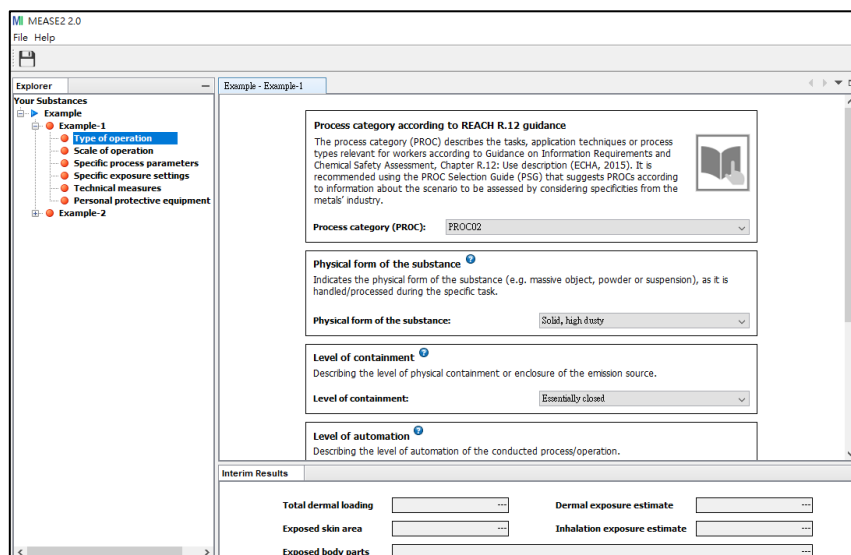 MEASE2 2.0
File Help
Explorer
Your Substances
Example
Example-1
Type of operation
Scale of operation
Specific process parameters
Specific exposure settings
Technical measures
Personal protective equipment
Example-2
Example - Example-1
Process category according to REACH R.12 guidance
The process category (PROC) describes the tasks, application techniques or process
types relevant for workers according to Guidance on Information Requirements and
Chemical Safety Assessment, Chapter R.12: Use description (ECHA, 2015). It is
recommended using the PROC Selection Guide (PSG) that suggests PROCs according
to information about the scenario to be assessed by considering specificities from the
metals' industry.
Process category (PROC): PROC02
Physical form of the substance
Indicates the physical form of the substance (e.g. massive object, powder or suspension), as it is
handled/processed during the specific task.
Physical form of the substance: Solid, high dusty
Level of containment
Describing the level of physical containment or enclosure of the emission source.
Level of containment: Essentially closed
Level of automation
Describing the level of automation of the conducted process/operation.
Interim Results
Total dermal loading --- Dermal exposure estimate ---
Exposed skin area --- Inhalation exposure estimate ---
Exposed body parts ---